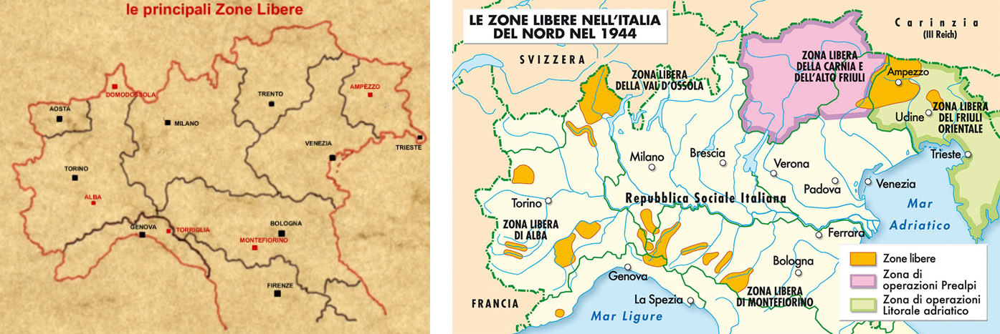 le principali Zone Libere
DOMODOSSOLA
AOSTA
MILANO
TRENTO
AMPEZZO
VENEZIA
TRIESTE
TORINO
ALBA
GENOVA
TORRIGLIA
BOLOGNA
MONTEFIORINO
FIRENZE
LE ZONE LIBERE NELL'ITALIA
DEL NORD NEL 1944
Carinzia
(III Reich)
SVIZZERA
ZONA LIBERA
DELLA VAL D'OSSOLA
ZONA LIBERA
DELLA CARNIA E
DELL'ALTO FRIULI
Ampezzo
ZONA LIBERA
DEL FRIULI
ORIENTALE
Udine
Trieste
Milano
Brescia
Verona
Padova
Venezia
Mar
Adriatico
Repubblica Sociale Italiana
Torino
ZONA LIBERA
DI ALBA
Ferrara
Bologna
Genova
La Spezia
ZONA LIBERA
DI MONTEFIORINO
FRANCIA
Mar Ligure
Zone libere
Zona di
operazioni Prealpi
Zona di operazioni
Litorale adriatico